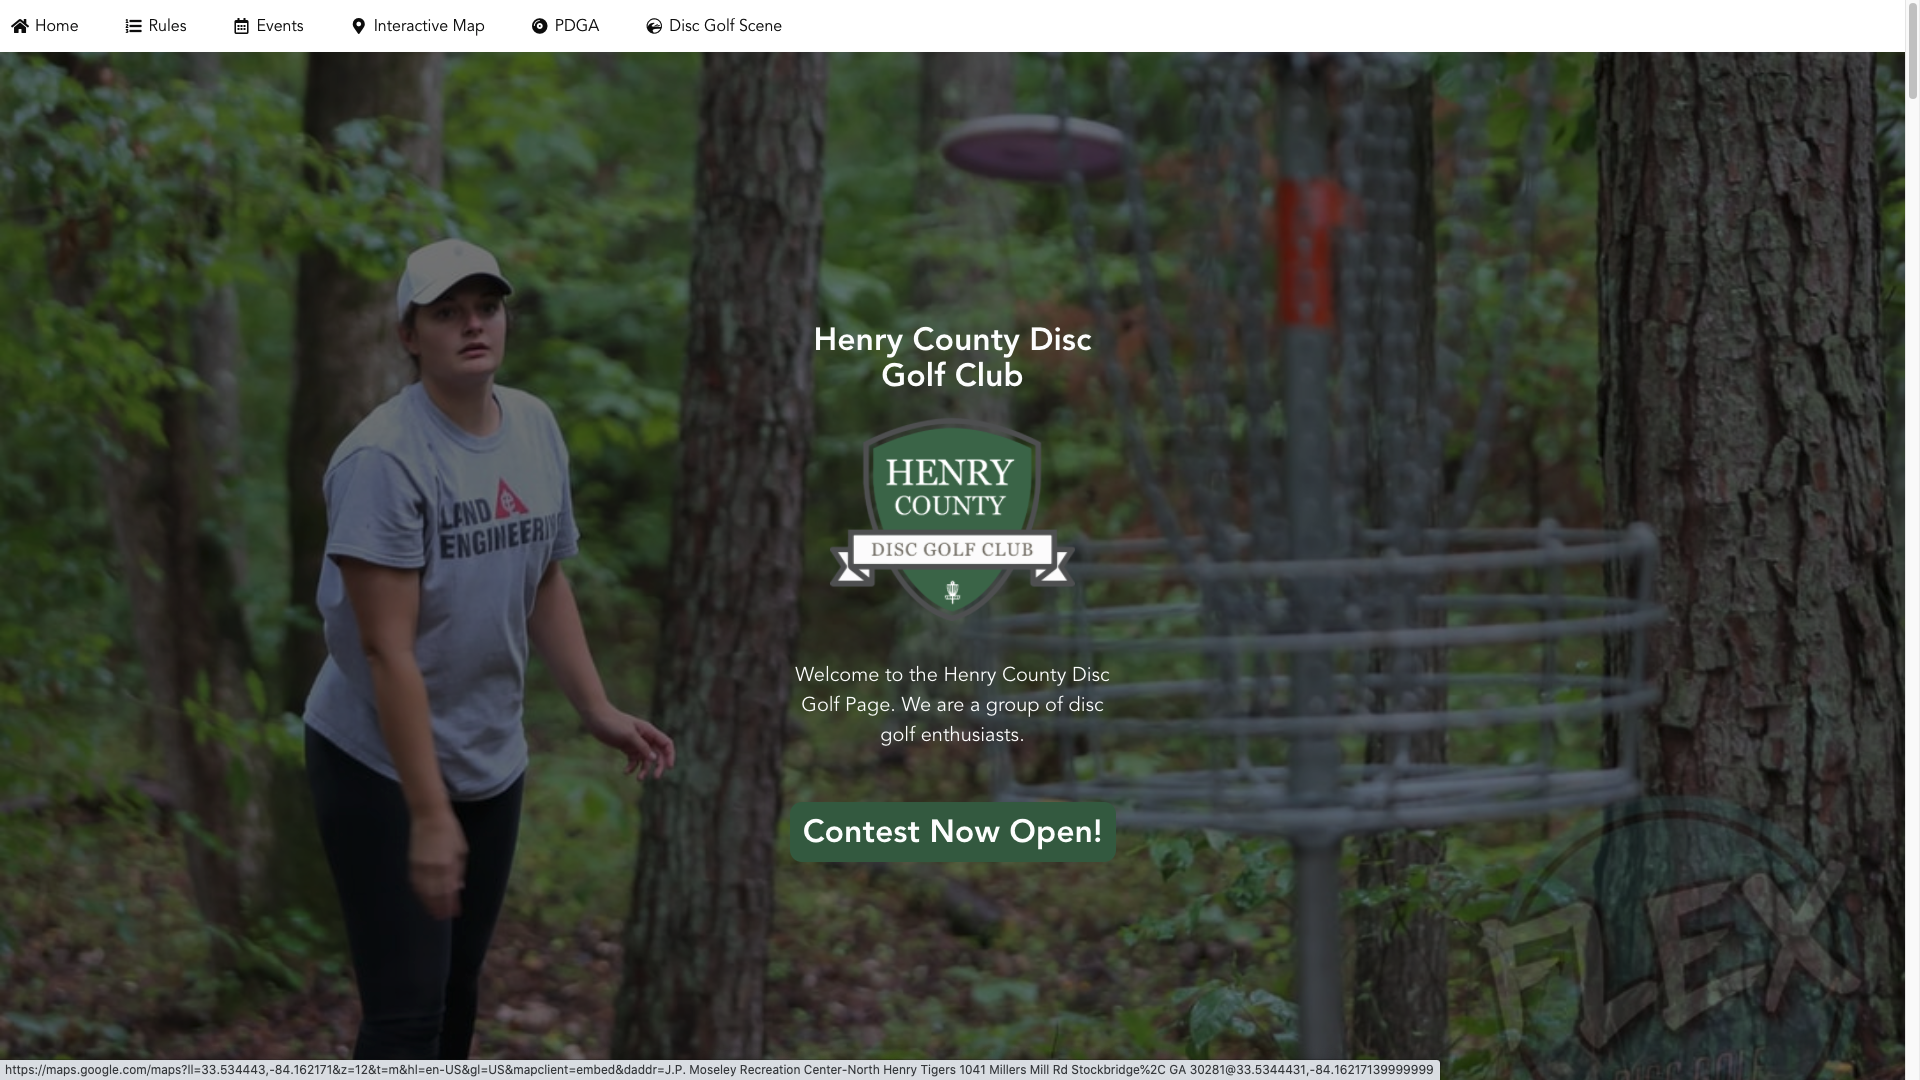 Home Rules Events Interactive Map PDGA Disc Golf Scene
Henry County Disc
Golf Club
HENRY
COUNTY
DISC GOLF CLUB
LAND
ENGINEERIN
Welcome to the Henry County Disc
Golf Page. We are a group of disc
golf enthusiasts.
Contest Now Open!
FLEX
DISC GOLF
https://maps.google.com/maps?ll=33.534443,-84.162171&z=12&t=m&hl=en-US&gl=US&mapclient=embed&daddr=J.P. Moseley Recreation Center-North Henry Tigers 1041 Millers Mill Rd Stockbridge%2C GA 30281@33.5344431,-84.16217139999999